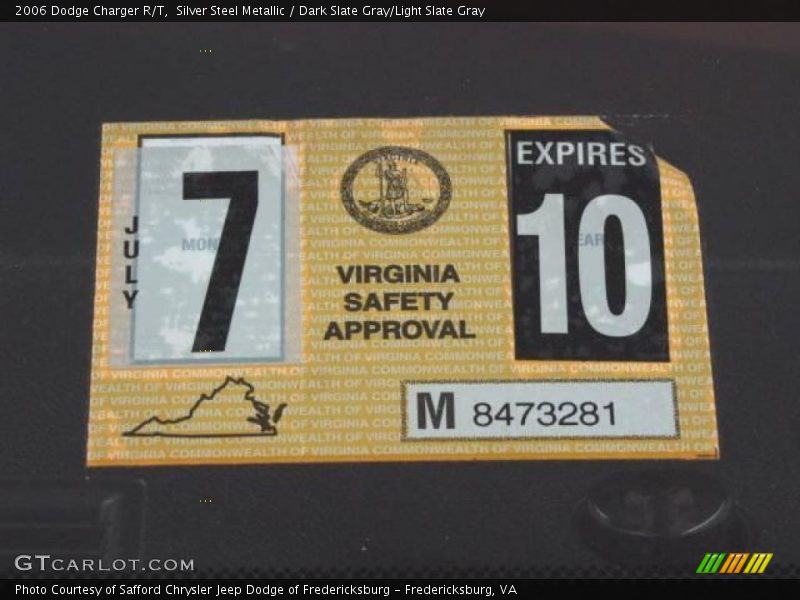 2006 Dodge Charger R/T, Silver Steel Metallic / Dark Slate Gray/Light Slate Gray
JULY
7
VIRGINIA
SAFETY
APPROVAL
EXPIRES
10
M 8473281
GTCARLOT.COM
Photo Courtesy of Safford Chrysler Jeep Dodge of Fredericksburg - Fredericksburg, VA